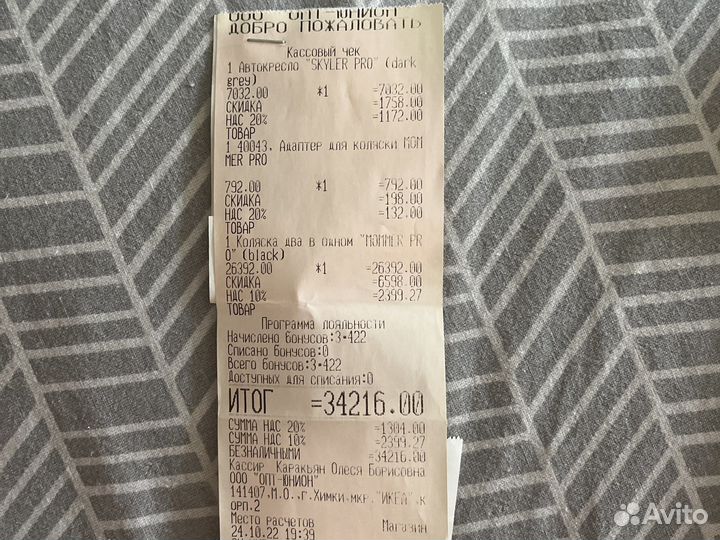 ООО "ОПТ-ЮНИОН"
ДОБРО ПОЖАЛОВАТЬ
Кассовый чек
1 Автокресло "SKYLER PRO" (dark
grey)
7032.00 *1 =7032.00
СКИДКА =1758.00
НДС 20% =1172.00
ТОВАР
1 40043, Адаптер для коляски MOM
MER PRO
792.00 *1 =792.00
СКИДКА =198.00
НДС 20% =132.00
ТОВАР
1 Коляска два в одном "MOMMER PR
O" (black)
26392.00 *1 =26392.00
СКИДКА =6598.00
НДС 10% =2399.27
ТОВАР
Программа лояльности
Начислено бонусов:3•422
Списано бонусов:0
Всего бонусов:3•422
Доступных для списания:0
ИТОГ =34216.00
СУММА НДС 20% =1304.00
СУММА НДС 10% =2399.27
БЕЗНАЛИЧНЫМИ =34216.00
Кассир Каракьян Олеся Борисовна
ООО "ОПТ-ЮНИОН"
141407,М.О.,г.Химки,мкр."ИКЕА",к
орп.2
Место расчетов Магазин
24.10.22 19:39
Avito